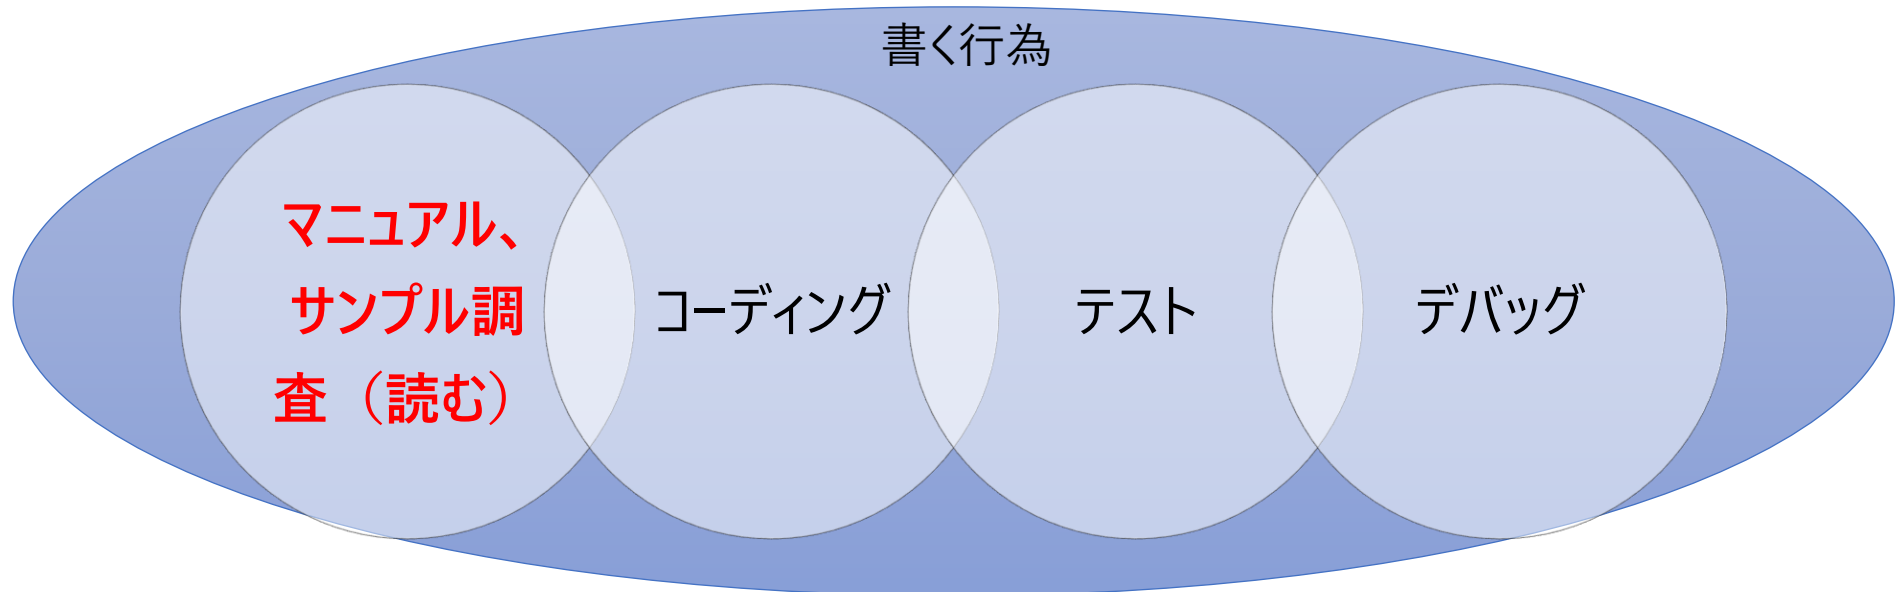 書く行為
マニュアル、
サンプル調
査（読む）
コーディング
テスト
デバッグ